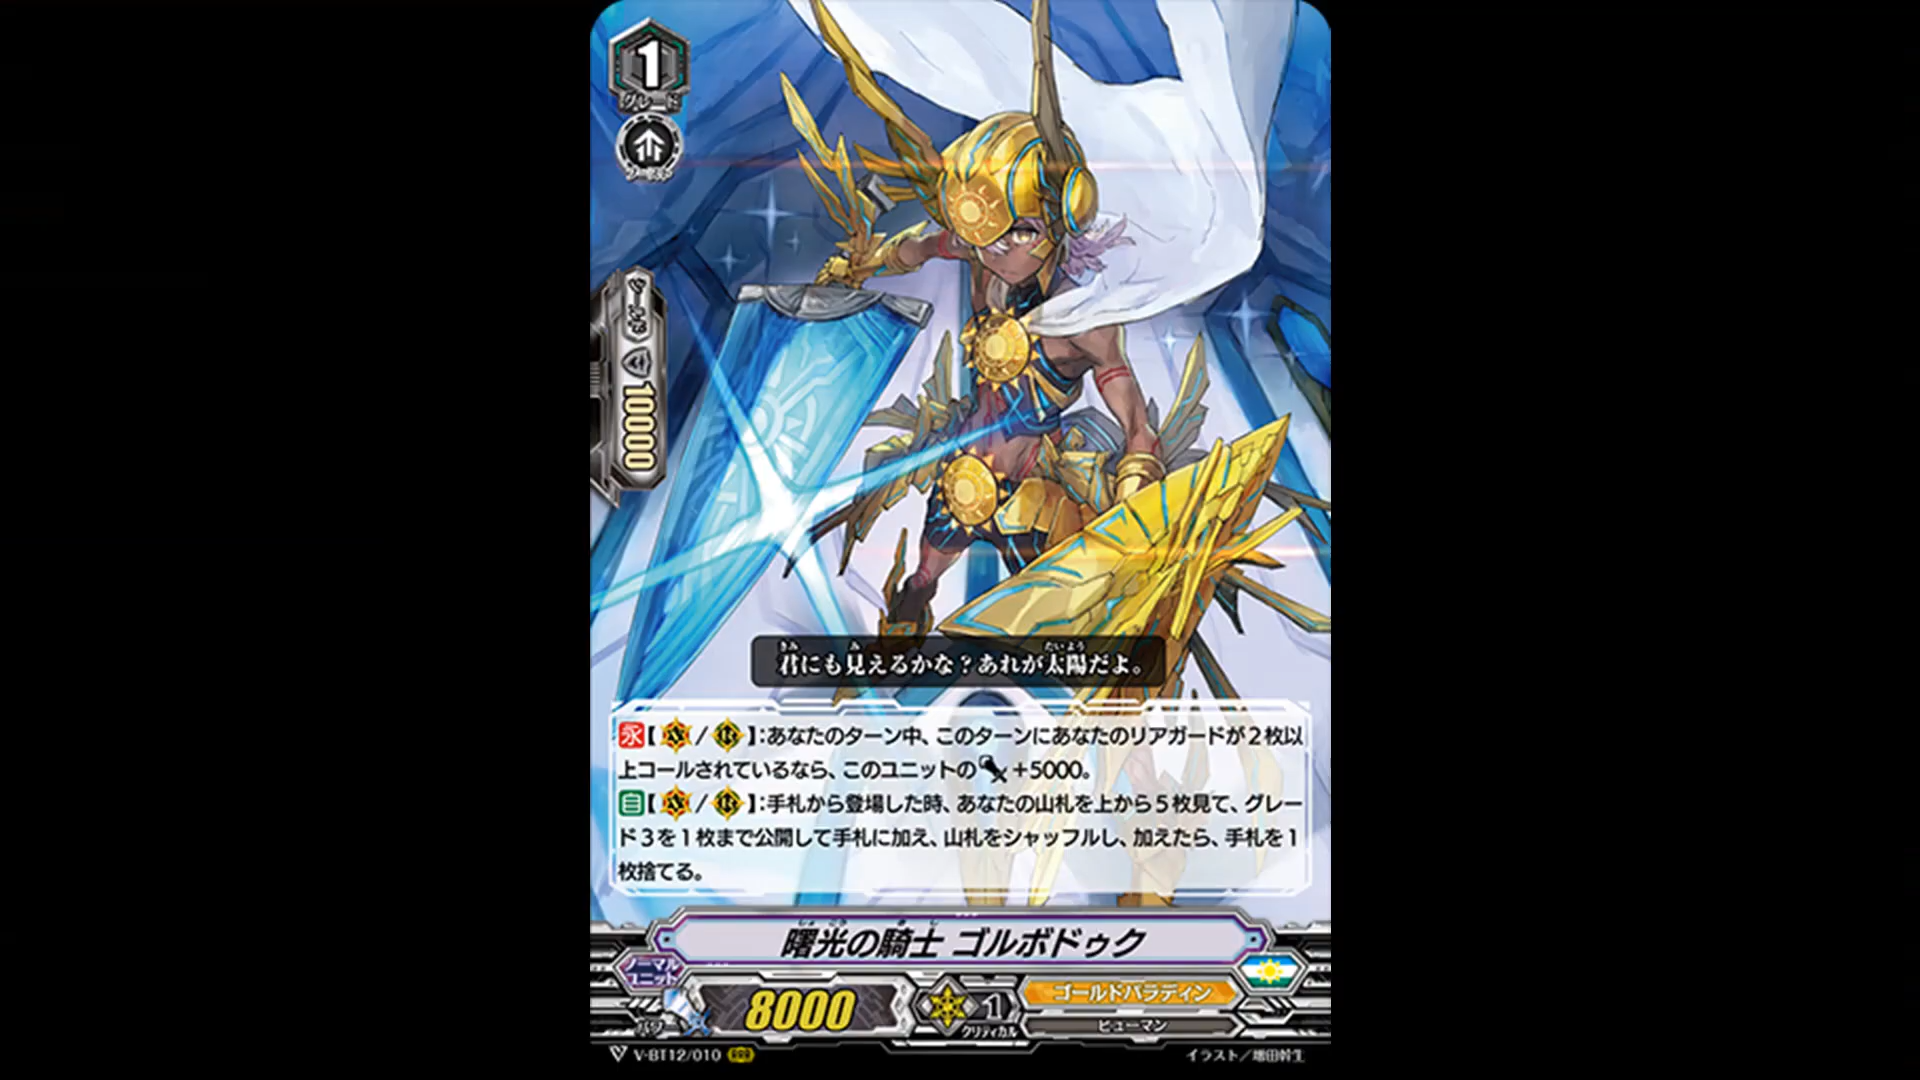 1
グレード
ブースト
シールド 10000
君にも見えるかな？あれが太陽だよ。
永【V/R】：あなたのターン中、このターンにあなたのリアガードが２枚以
上コールされているなら、このユニットの+5000。
自【V/R】：手札から登場した時、あなたの山札を上から５枚見て、グレー
ド３を１枚まで公開して手札に加え、山札をシャッフルし、加えたら、手札を１
枚捨てる。
曙光の騎士 ゴルボドゥク
ノーマル
ユニット
パワー 8000 1 クリティカル
ゴールドパラディン
ヒューマン
V-BT12/010 RRR イラスト／増田幹生